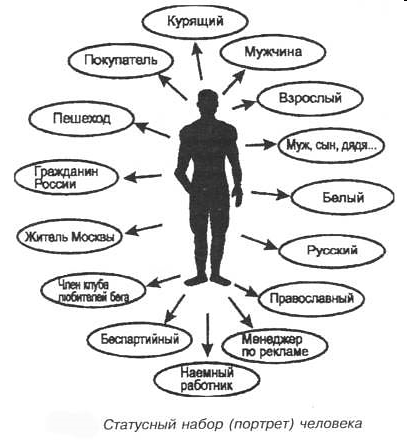 Курящий
Мужчина
Взрослый
Муж, сын, дядя...
Белый
Русский
Православный
Менеджер
по рекламе
Наемный
работник
Беспартийный
Член клуба
любителей бега
Житель Москвы
Гражданин
России
Пешеход
Покупатель
Статусный набор (портрет) человека